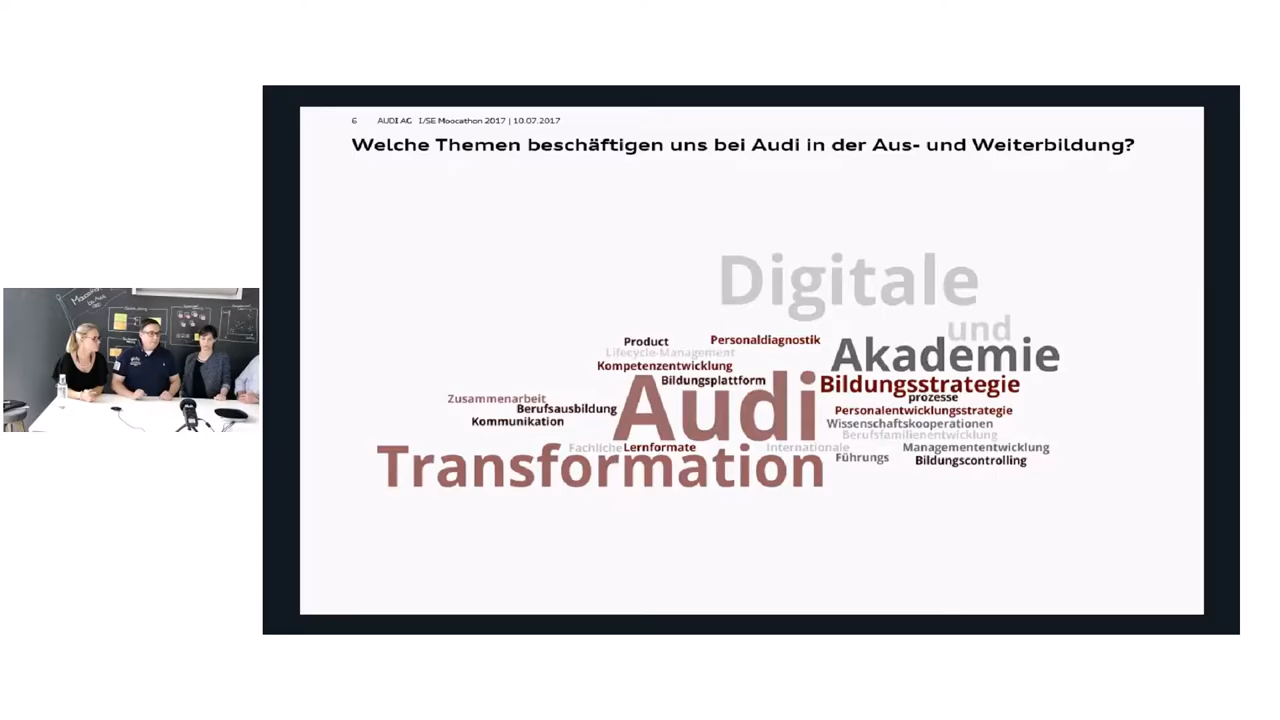 6 AUDI AG I/SE Moocathon 2017 | 10.07.2017
Welche Themen beschäftigen uns bei Audi in der Aus- und Weiterbildung?
Digitale
und
Product
Personaldiagnostik
Lifecycle-Management
Akademie
Kompetenzentwicklung
Bildungsplattform
Bildungsstrategie
Zusammenarbeit
prozesse
Berufsausbildung
Audi
Personalentwicklungsstrategie
Kommunikation
Wissenschaftskooperationen
Berufsfamilienentwicklung
Fachliche
Lernformate
Internationale
Managemententwicklung
Transformation
Führungs
Bildungscontrolling